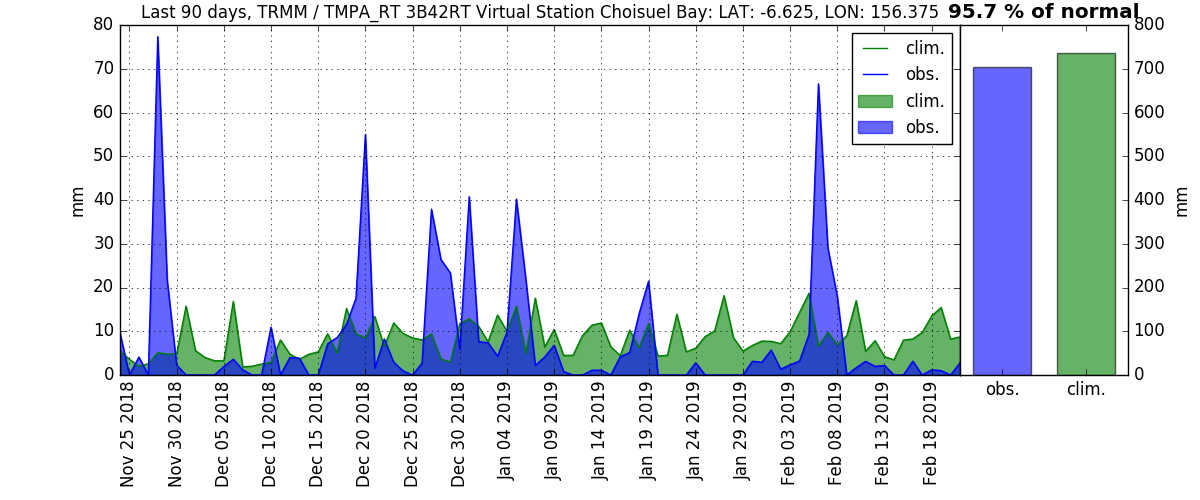 Last 90 days, TRMM / TMPA_RT 3B42RT Virtual Station Choisuel Bay: LAT: -6.625, LON: 156.375 95.7 % of normal
80
70
60
50
40
30
20
10
0
mm
clim.
obs.
clim.
obs.
800
700
600
500
400
300
200
100
0
mm
obs. clim.
Nov 25 2018
Nov 30 2018
Dec 05 2018
Dec 10 2018
Dec 15 2018
Dec 20 2018
Dec 25 2018
Dec 30 2018
Jan 04 2019
Jan 09 2019
Jan 14 2019
Jan 19 2019
Jan 24 2019
Jan 29 2019
Feb 03 2019
Feb 08 2019
Feb 13 2019
Feb 18 2019